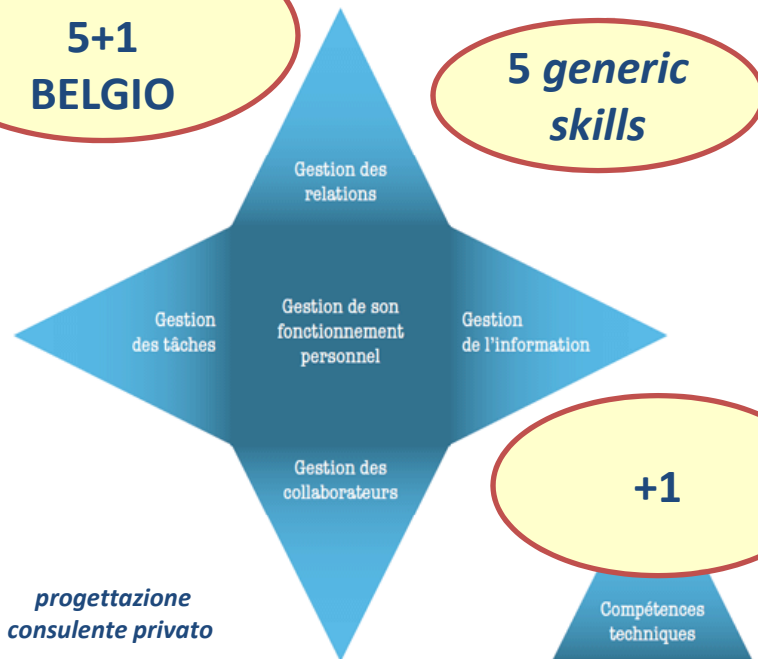 5+1
BELGIO
5 generic
skills
Gestion des
relations
Gestion
des tâches
Gestion de son
fonctionnement
personnel
Gestion
de l'information
Gestion des
collaborateurs
+1
progettazione
consulente privato
Compétences
techniques